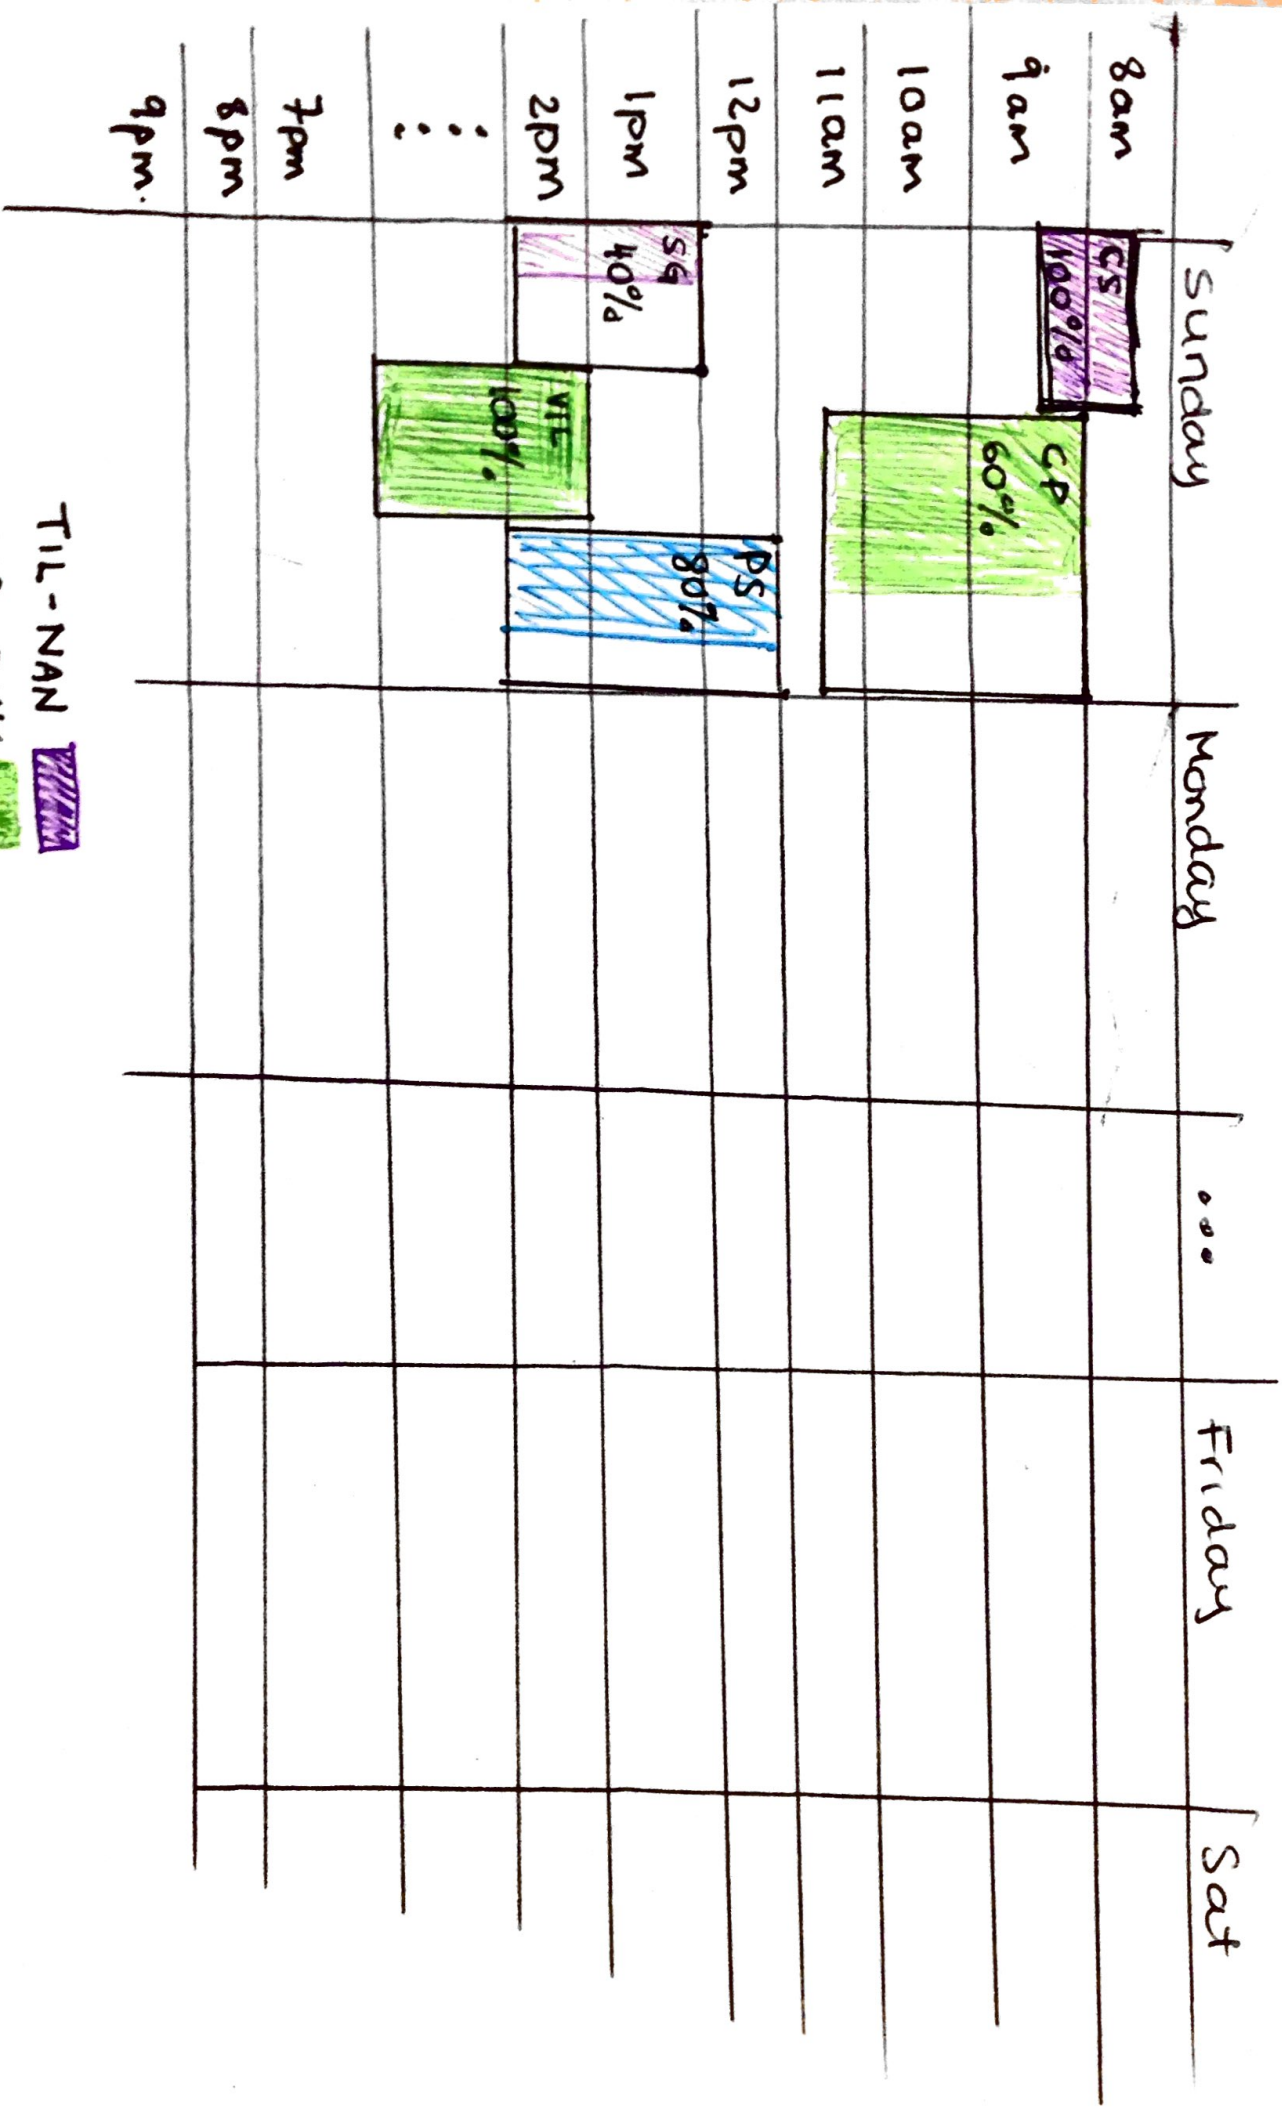 Sunday Monday ... Friday Sat
8am
CS
100%
9am
CP
60%
10am
11am
12pm
PS
80%
1pm
SG
40%
2pm
VIL
100%
:
:
7pm
8pm
9pm.
TIL-NAN